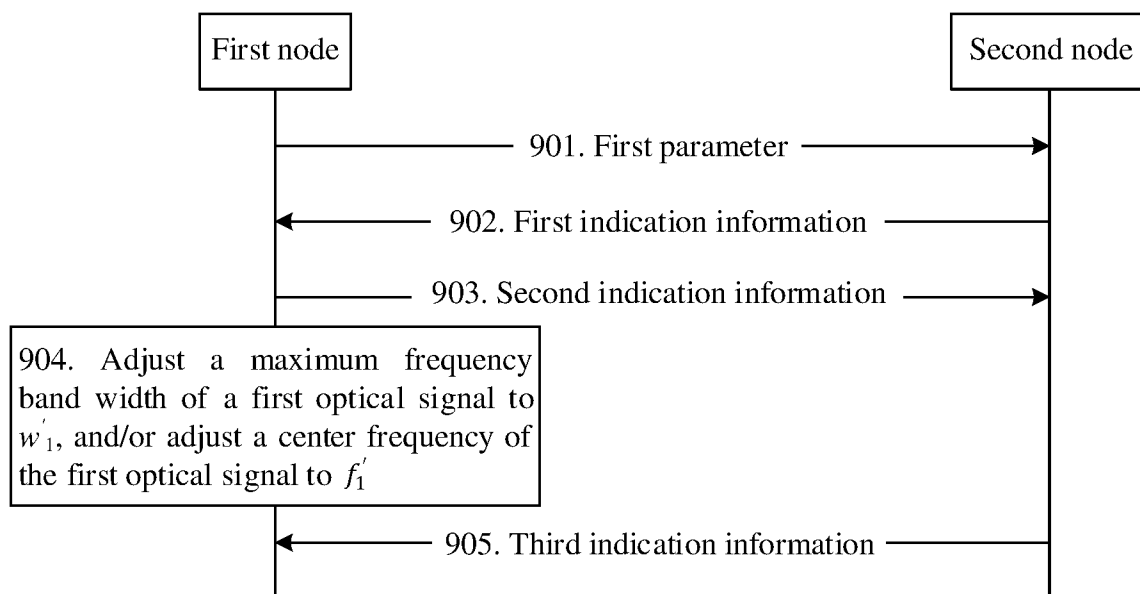 First node
Second node
901. First parameter
902. First indication information
903. Second indication information
904. Adjust a maximum frequency
band width of a first optical signal to
w′₁, and/or adjust a center frequency of
the first optical signal to f₁′
905. Third indication information